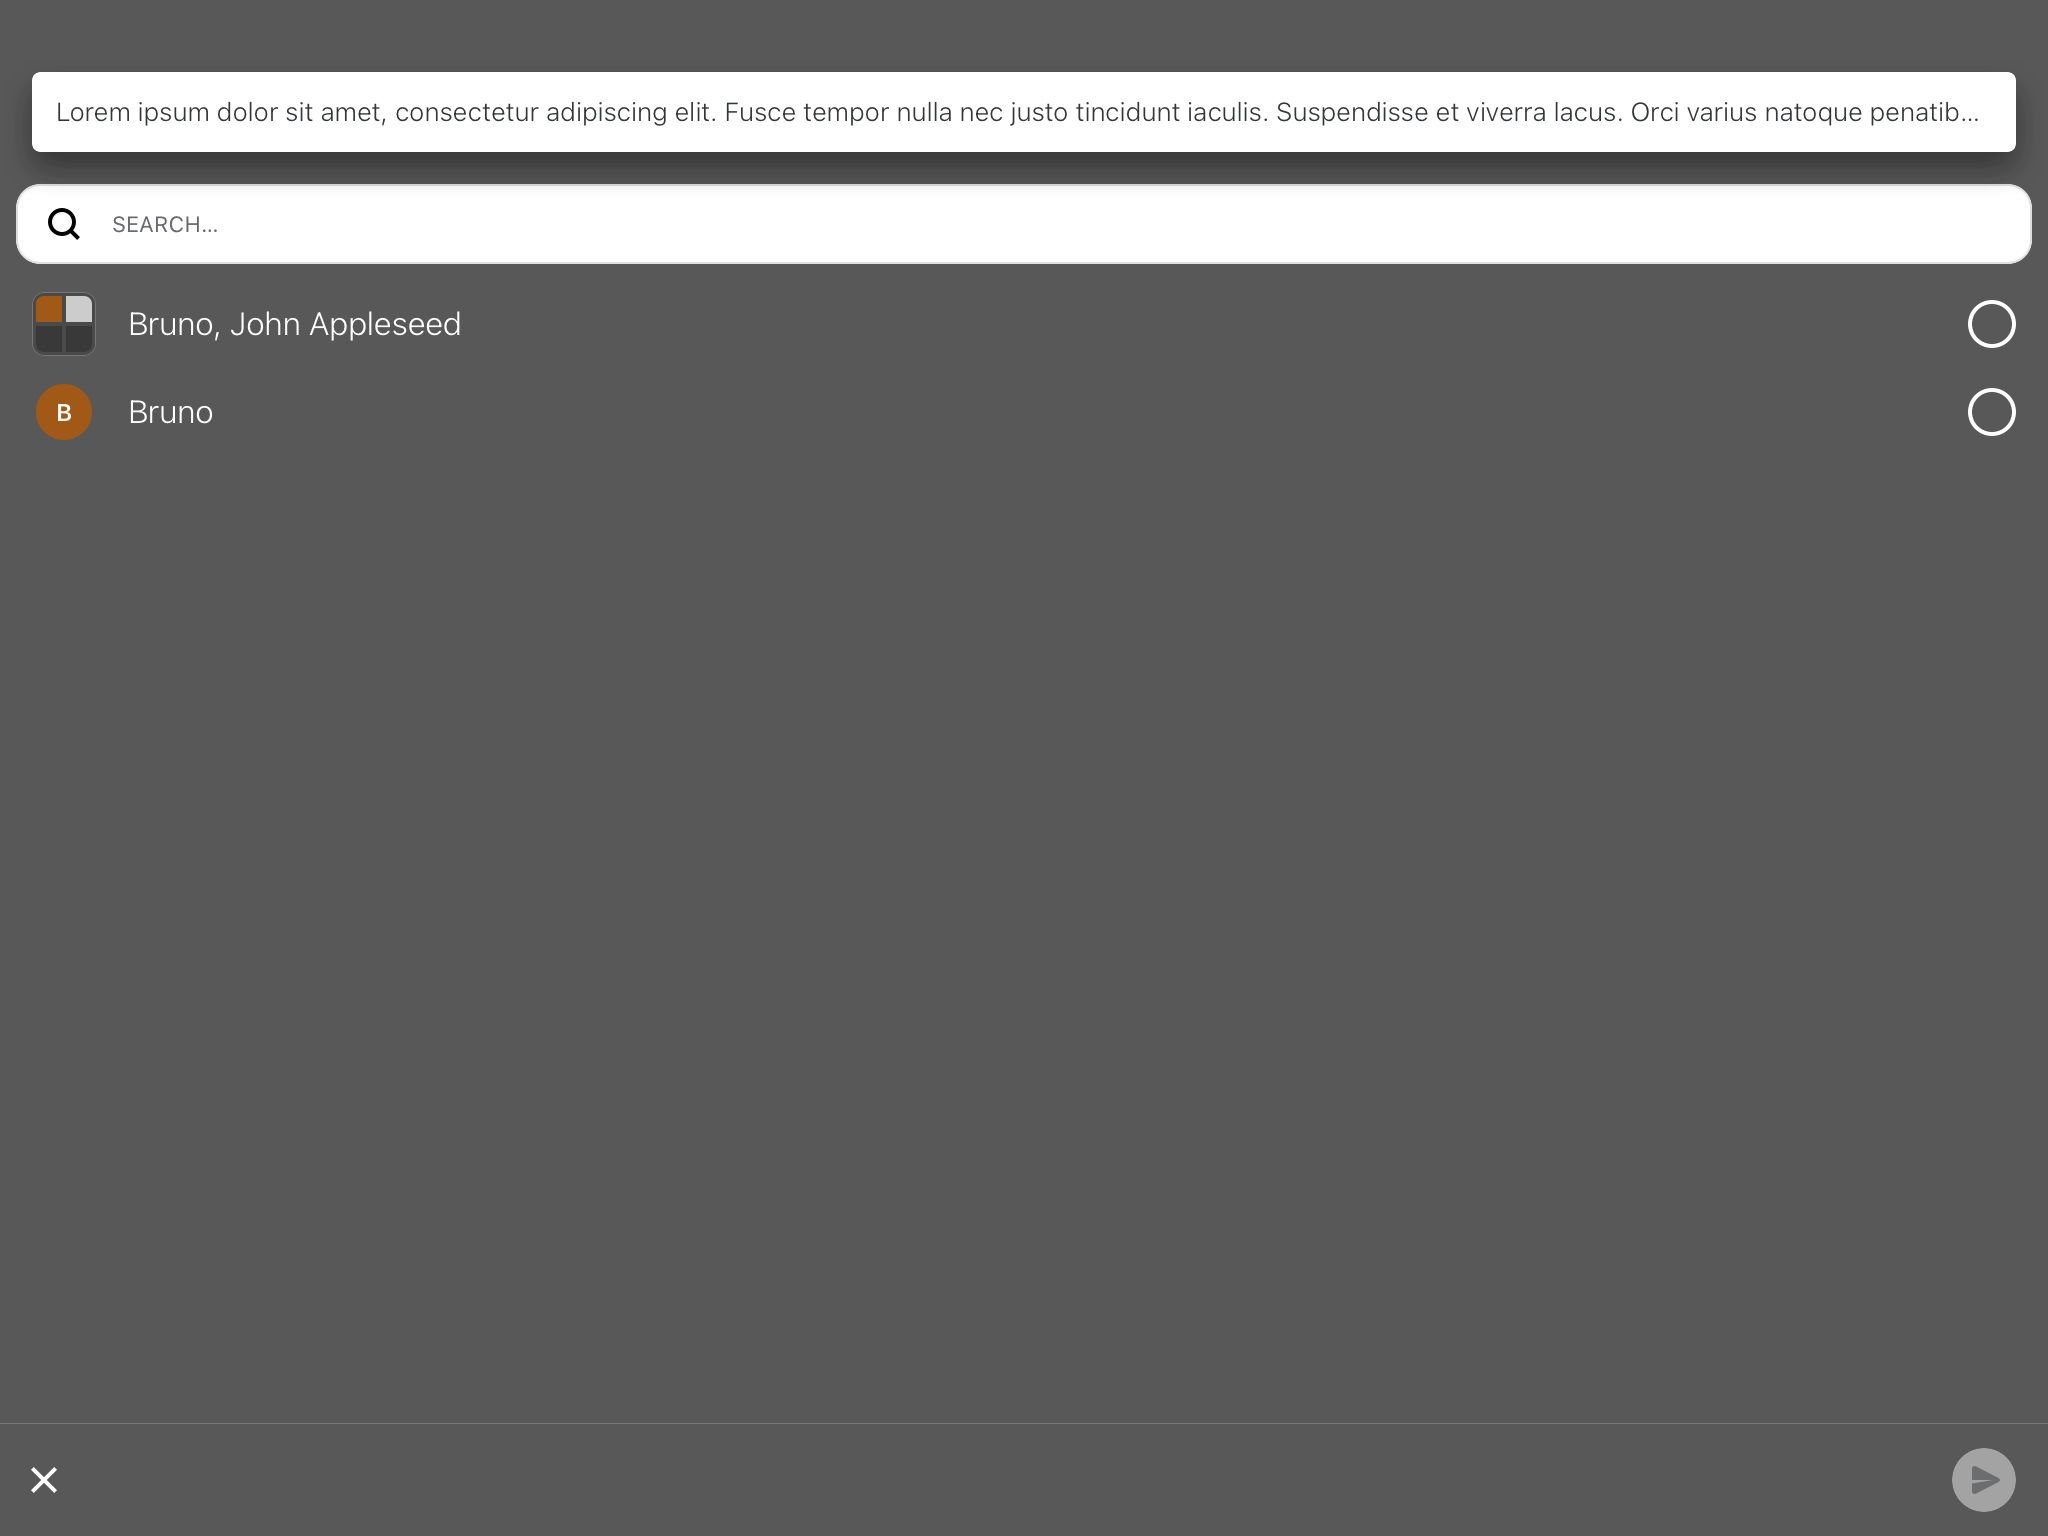 Lorem ipsum dolor sit amet, consectetur adipiscing elit. Fusce tempor nulla nec justo tincidunt iaculis. Suspendisse et viverra lacus. Orci varius natoque penatib...
SEARCH...
Bruno, John Appleseed
B Bruno